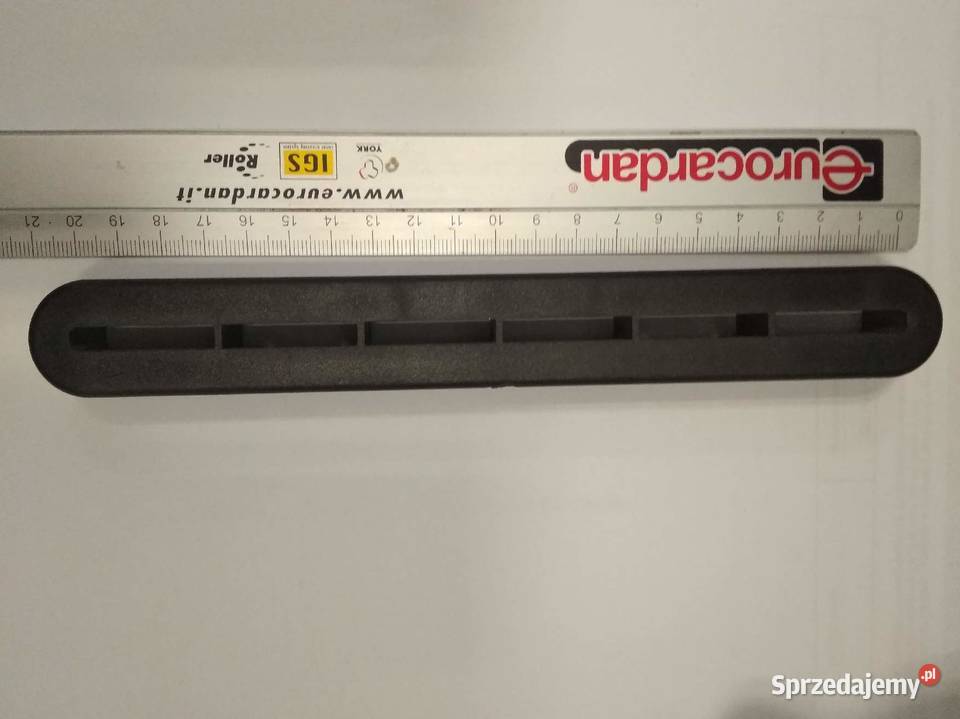 eurocardan®
YORK
IGS
Roller
www.eurocardan.it
0 1 2 3 4 5 6 7 8 9 10 11 12 13 14 15 16 17 18 19 20 21
Sprzedajemy.pl